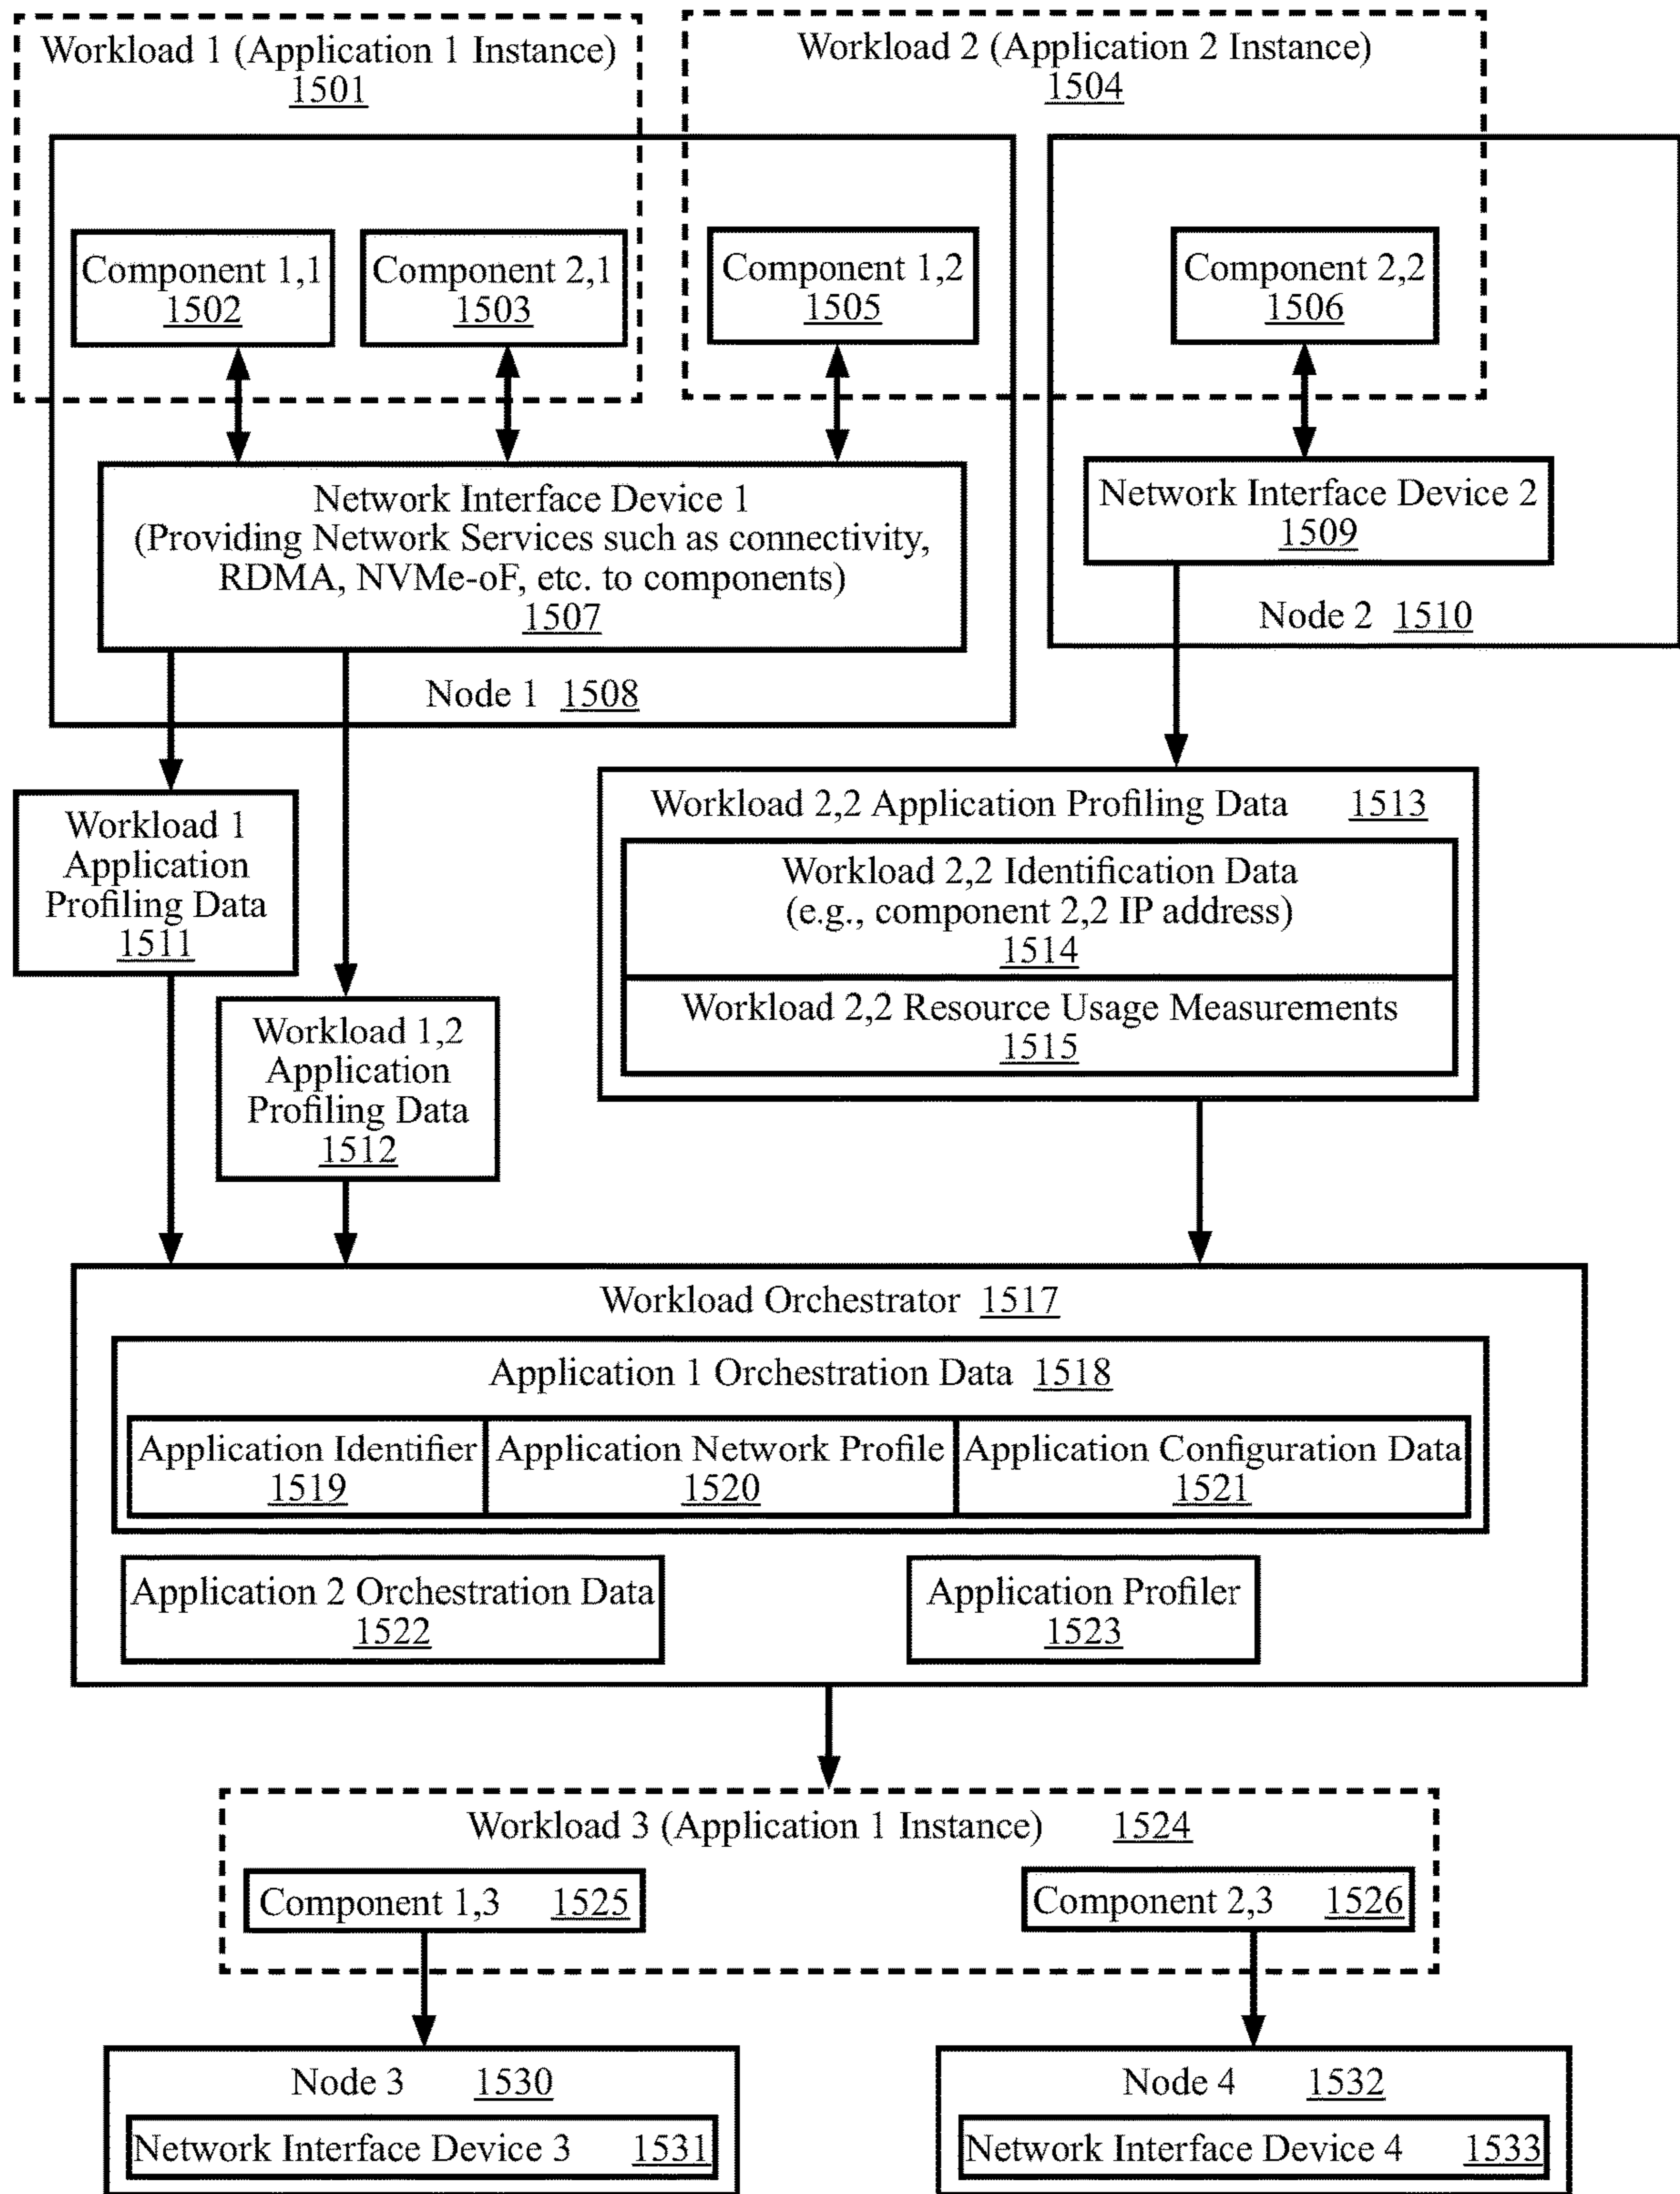 Workload 1 (Application 1 Instance)
1501
Workload 2 (Application 2 Instance)
1504
Component 1,1
1502
Component 2,1
1503
Component 1,2
1505
Component 2,2
1506
Network Interface Device 1
(Providing Network Services such as connectivity,
RDMA, NVMe-oF, etc. to components)
1507
Node 1 1508
Network Interface Device 2
1509
Node 2 1510
Workload 1
Application
Profiling Data
1511
Workload 1,2
Application
Profiling Data
1512
Workload 2,2 Application Profiling Data 1513
Workload 2,2 Identification Data
(e.g., component 2,2 IP address)
1514
Workload 2,2 Resource Usage Measurements
1515
Workload Orchestrator 1517
Application 1 Orchestration Data 1518
Application Identifier
1519
Application Network Profile
1520
Application Configuration Data
1521
Application 2 Orchestration Data
1522
Application Profiler
1523
Workload 3 (Application 1 Instance) 1524
Component 1,3 1525
Component 2,3 1526
Node 3 1530
Network Interface Device 3 1531
Node 4 1532
Network Interface Device 4 1533